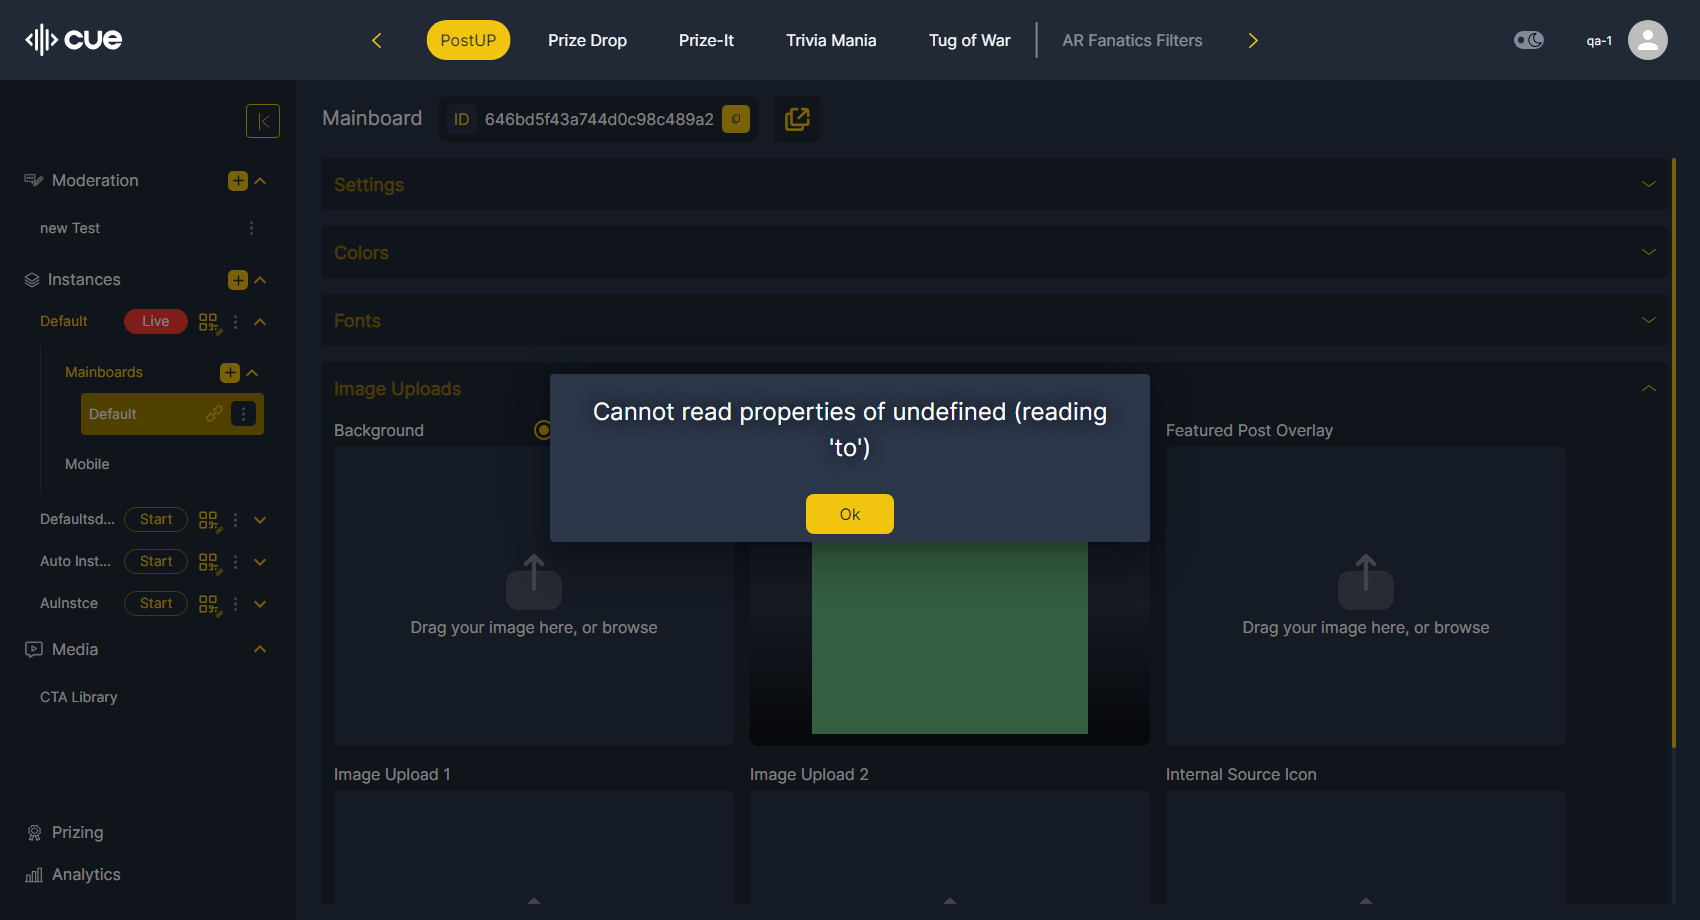 cue
PostUP
Prize Drop
Prize-It
Trivia Mania
Tug of War
AR Fanatics Filters
qa-1
Mainboard
ID
646bd5f43a744d0c98c489a2
Moderation
new Test
Instances
Default
Live
Mainboards
Default
Mobile
Defaultsd...
Start
Auto Inst...
Start
AuInstce
Start
Media
CTA Library
Prizing
Analytics
Settings
Colors
Fonts
Image Uploads
Background
Featured Post Overlay
Cannot read properties of undefined (reading
'to')
Ok
Drag your image here, or browse
Drag your image here, or browse
Image Upload 1
Image Upload 2
Internal Source Icon